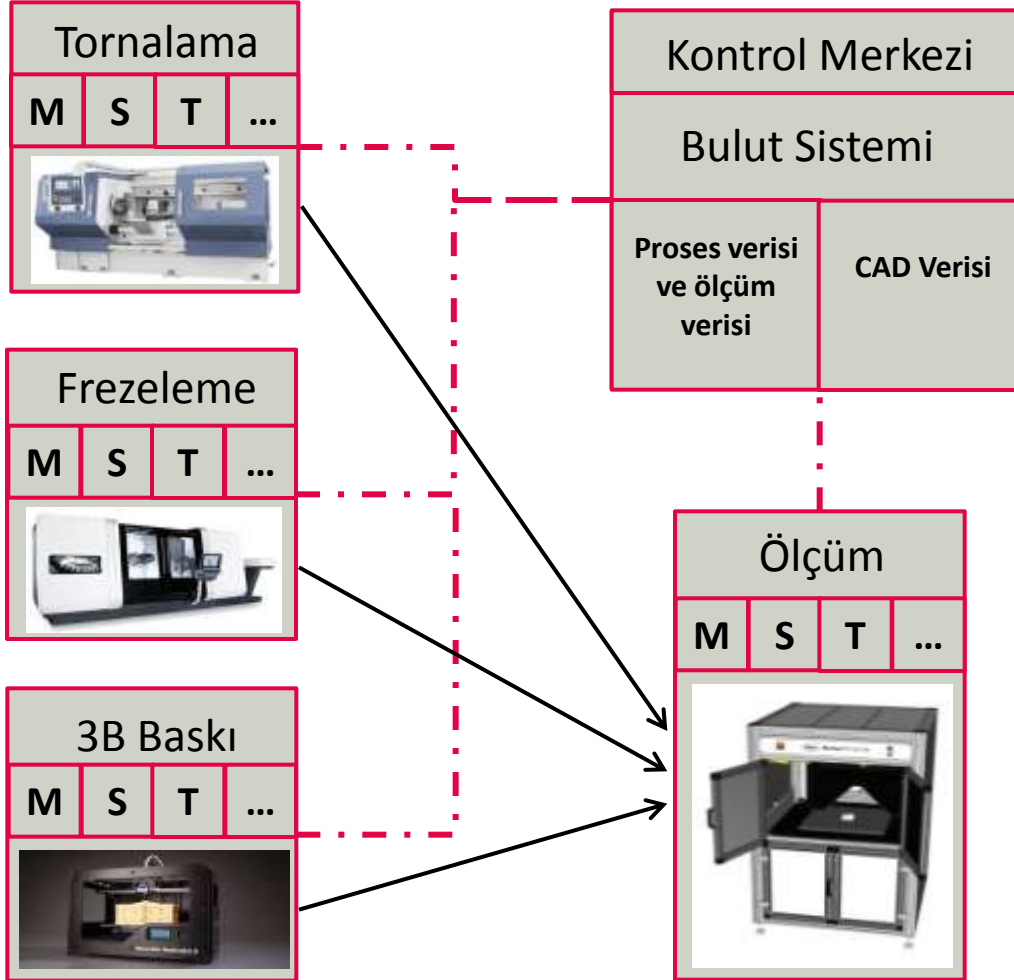 Tornalama
M S T ...
Kontrol Merkezi
Bulut Sistemi
Proses verisi
ve ölçüm
verisi
CAD Verisi
Frezeleme
M S T ...
Ölçüm
M S T ...
3B Baskı
M S T ...